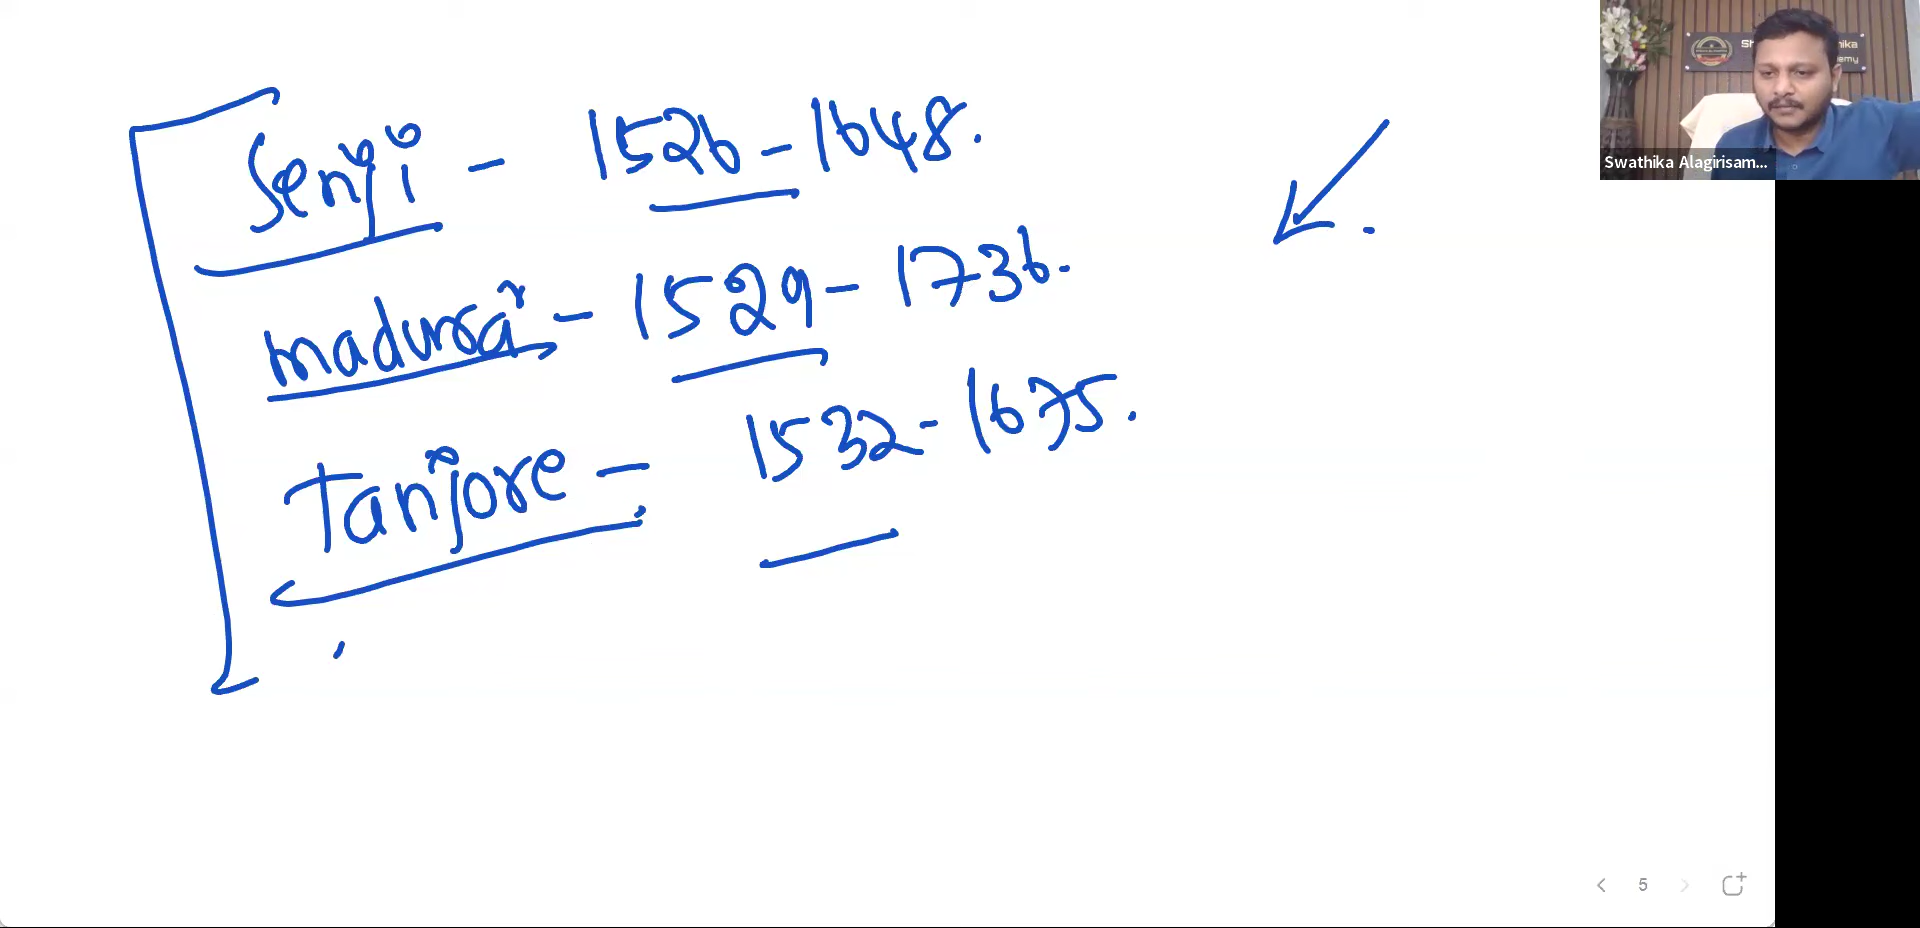 Senji - 1526 - 1648.
madurai - 1529 - 1736.
Tanjore - 1532 - 1675.
Swathika Alagirisam...
5